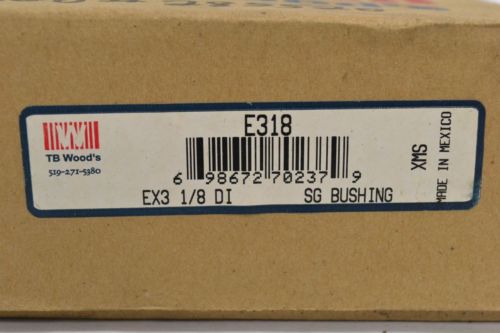 E318
TB Wood's
519-271-5380
6 98672 70237 9
EX3 1/8 DI SG BUSHING
XMS
MADE IN MEXICO